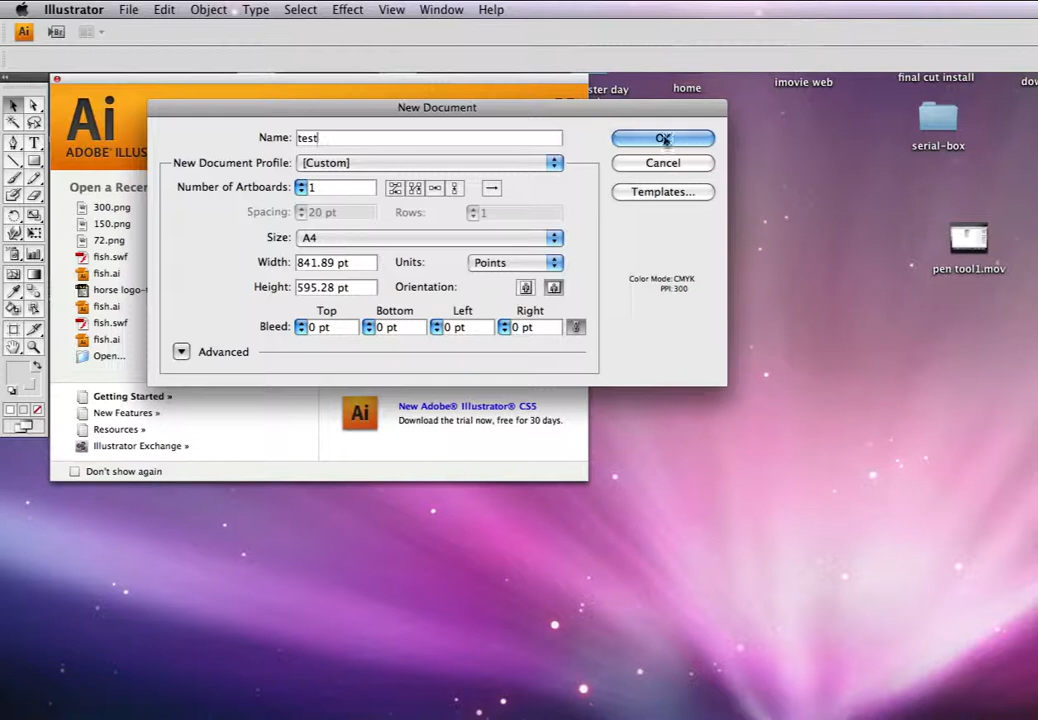 Illustrator File Edit Object Type Select Effect View Window Help
Ai Br
ster day home imovie web final cut install dov
New Document
Ai
ADOBE® ILLUS
Name: test OK
New Document Profile: [Custom] Cancel
Number of Artboards: 1 Templates...
Spacing: 20 pt Rows: 1
Size: A4
Width: 841.89 pt Units: Points
Height: 595.28 pt Orientation:
Color Mode:CMYK
PPI:300
Top Bottom Left Right
Bleed: 0 pt 0 pt 0 pt 0 pt
Advanced
Open a Recen
300.png
150.png
72.png
fish.swf
fish.ai
horse logo-t
fish.ai
fish.swf
fish.ai
Open...
Getting Started »
New Features »
Resources »
Illustrator Exchange »
Ai
New Adobe® Illustrator® CS5
Download the trial now, free for 30 days.
Don't show again
serial-box
pen tool1.mov